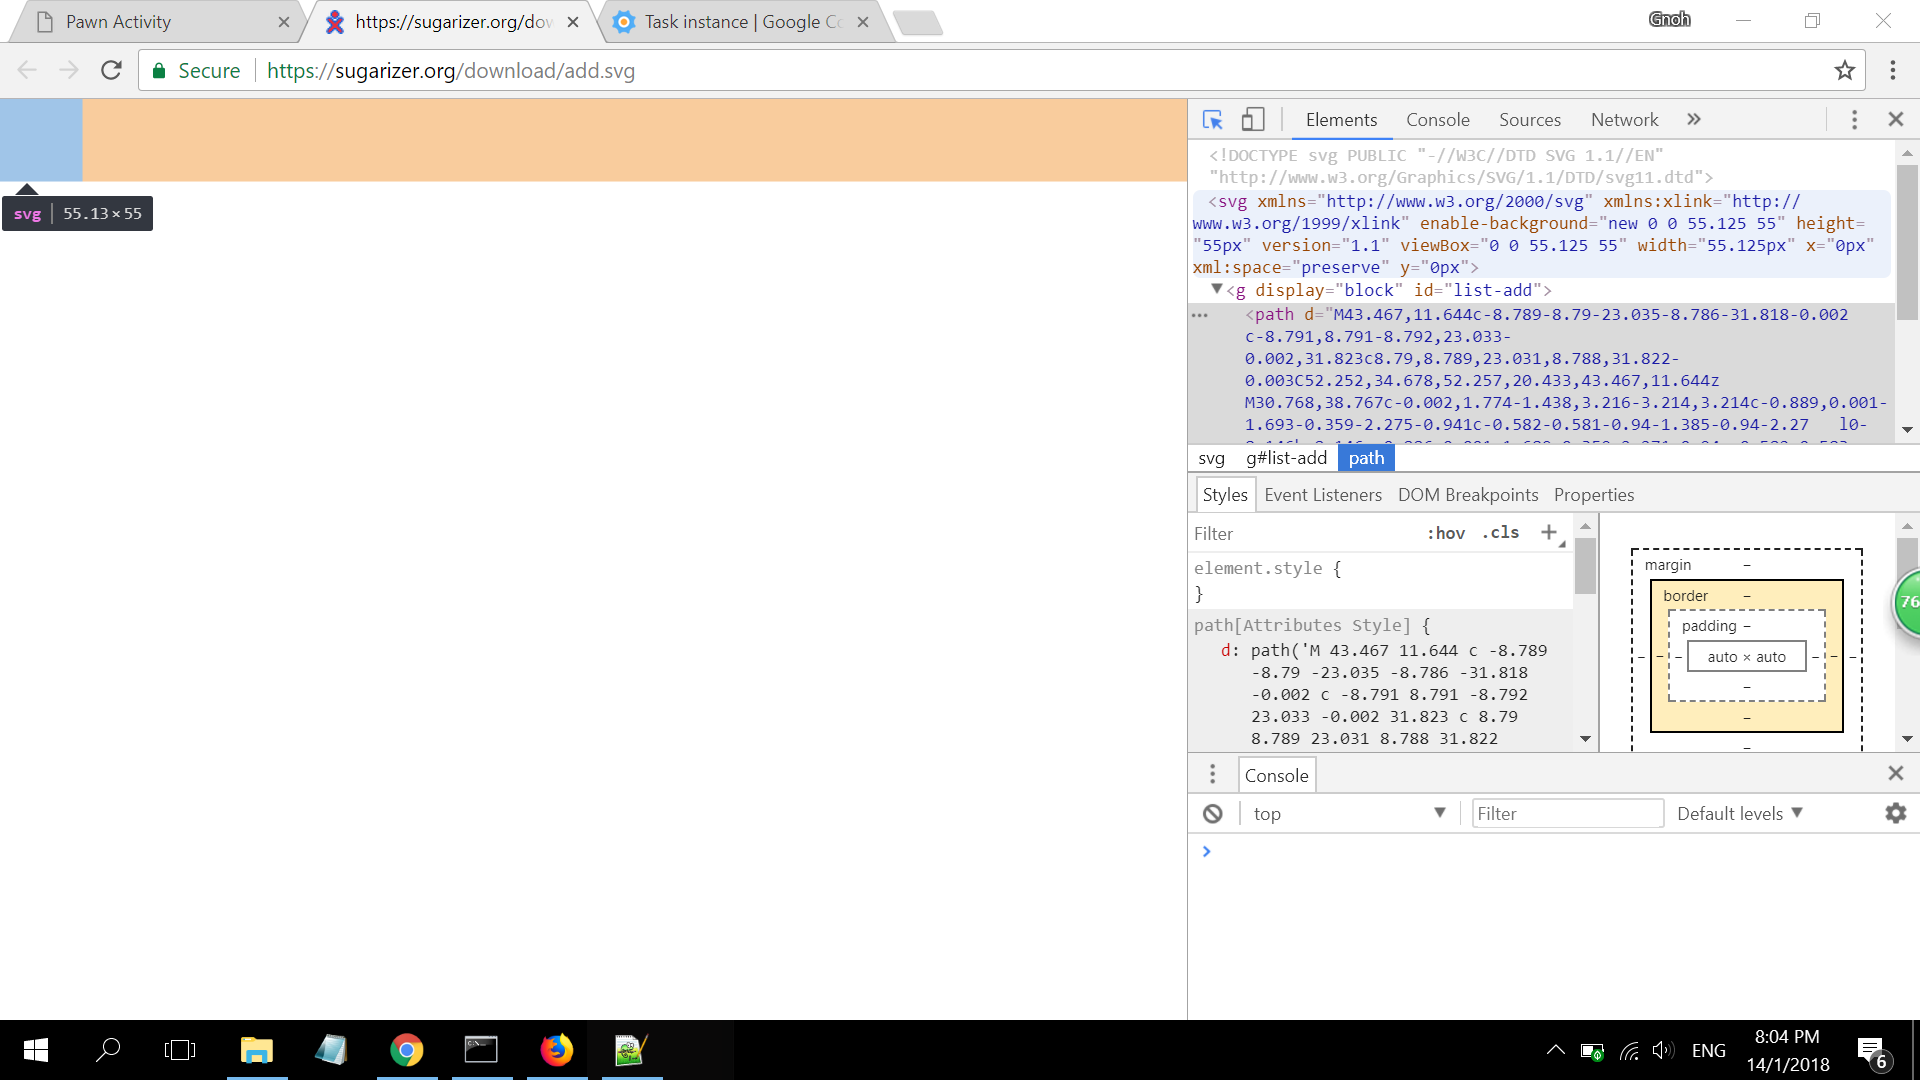 Pawn Activity
https://sugarizer.org/dow
Task instance | Google Co
Gnoh
Secure
https://sugarizer.org/download/add.svg
svg 55.13 × 55
Elements Console Sources Network »
<!DOCTYPE svg PUBLIC "-//W3C//DTD SVG 1.1//EN"
"http://www.w3.org/Graphics/SVG/1.1/DTD/svg11.dtd">
<svg xmlns="http://www.w3.org/2000/svg" xmlns:xlink="http://
www.w3.org/1999/xlink" enable-background="new 0 0 55.125 55" height=
"55px" version="1.1" viewBox="0 0 55.125 55" width="55.125px" x="0px"
xml:space="preserve" y="0px">
▼<g display="block" id="list-add">
… <path d="M43.467,11.644c-8.789-8.79-23.035-8.786-31.818-0.002
c-8.791,8.791-8.792,23.033-
0.002,31.823c8.79,8.789,23.031,8.788,31.822-
0.003C52.252,34.678,52.257,20.433,43.467,11.644z
M30.768,38.767c-0.002,1.774-1.438,3.216-3.214,3.214c-0.889,0.001-
1.693-0.359-2.275-0.941c-0.582-0.581-0.94-1.385-0.94-2.27 l0-
svg g#list-add path
Styles Event Listeners DOM Breakpoints Properties
Filter :hov .cls +
element.style {
}
path[Attributes Style] {
d: path('M 43.467 11.644 c -8.789
-8.79 -23.035 -8.786 -31.818
-0.002 c -8.791 8.791 -8.792
23.033 -0.002 31.823 c 8.79
8.789 23.031 8.788 31.822
margin –
border –
padding –
– – – auto × auto – – –
–
–
–
76
Console
top Filter Default levels
>
ENG
8:04 PM
14/1/2018
6